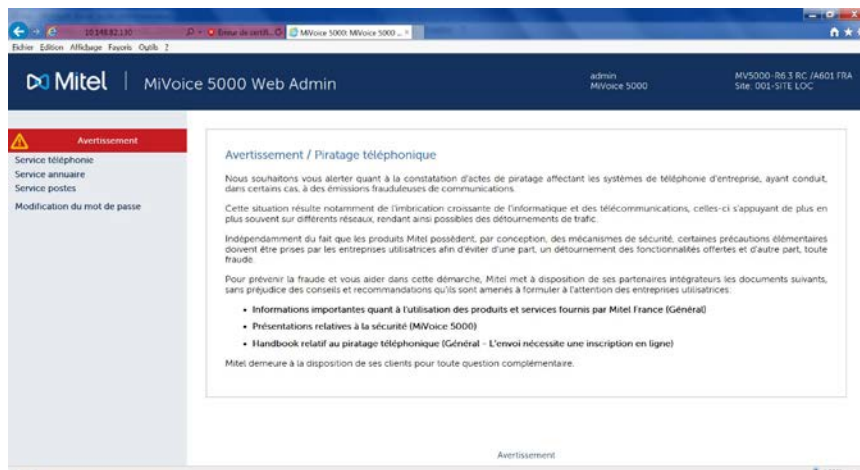 10.148.82.130
Erreur de certifi...
MiVoice 5000: MiVoice 5000 ...
Fichier Edition Affichage Favoris Outils ?
Mitel | MiVoice 5000 Web Admin
admin
MiVoice 5000
MV5000-R6.3 RC /A601 FRA
Site: 001-SITE LOC
Avertissement
Service téléphonie
Service annuaire
Service postes
Modification du mot de passe
Avertissement / Piratage téléphonique
Nous souhaitons vous alerter quant à la constatation d'actes de piratage affectant les systèmes de téléphonie d'entreprise, ayant conduit,
dans certains cas, à des émissions frauduleuses de communications.
Cette situation résulte notamment de l'imbrication croissante de l'informatique et des télécommunications, celles-ci s'appuyant de plus en
plus souvent sur différents réseaux, rendant ainsi possibles des détournements de trafic.
Indépendamment du fait que les produits Mitel possèdent, par conception, des mécanismes de sécurité, certaines précautions élémentaires
doivent être prises par les entreprises utilisatrices afin d'éviter d'une part, un détournement des fonctionnalités offertes et d'autre part, toute
fraude.
Pour prévenir la fraude et vous aider dans cette démarche, Mitel met à disposition de ses partenaires intégrateurs les documents suivants,
sans préjudice des conseils et recommandations qu'ils sont amenés à formuler à l'attention des entreprises utilisatrices:
• Informations importantes quant à l'utilisation des produits et services fournis par Mitel France (Général)
• Présentations relatives à la sécurité (MiVoice 5000)
• Handbook relatif au piratage téléphonique (Général - L'envoi nécessite une inscription en ligne)
Mitel demeure à la disposition de ses clients pour toute question complémentaire.
Avertissement